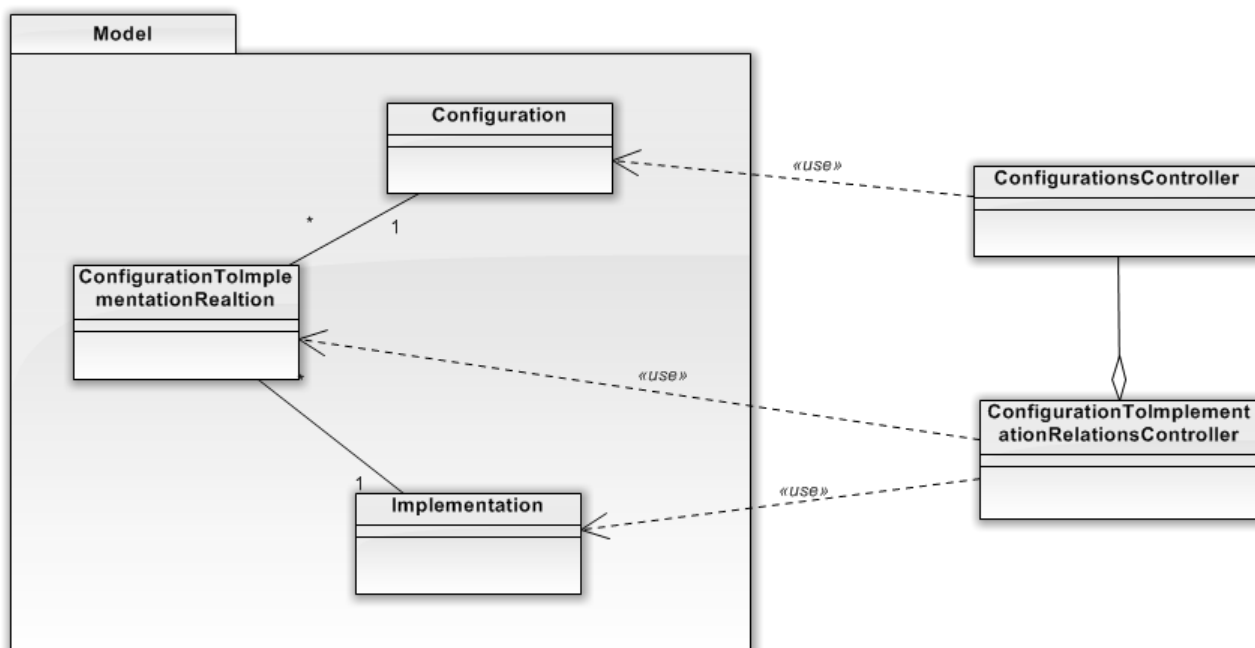 Model
Configuration
«use»
ConfigurationsController
*
1
ConfigurationToImple
mentationRealtion
*
«use»
ConfigurationToImplement
ationRelationsController
1
Implementation
«use»